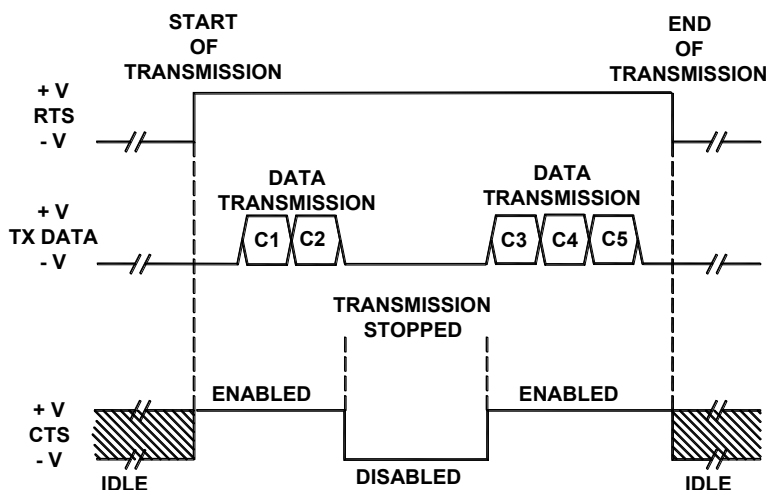 START
OF
TRANSMISSION
END
OF
TRANSMISSION
+ V
RTS
- V
DATA
TRANSMISSION
DATA
TRANSMISSION
+ V
TX DATA
- V
C1 C2
C3 C4 C5
TRANSMISSION
STOPPED
ENABLED
ENABLED
+ V
CTS
- V
IDLE
DISABLED
IDLE